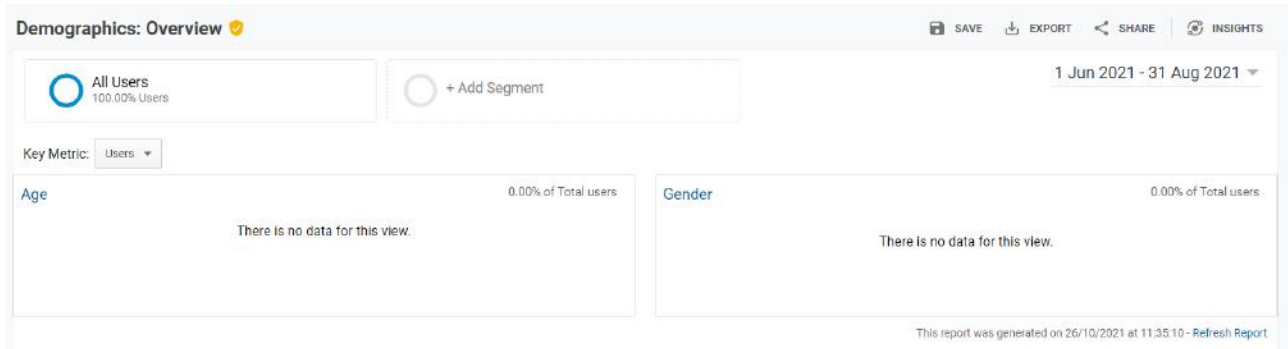 Demographics: Overview
SAVE EXPORT SHARE INSIGHTS
All Users
100.00% Users
+ Add Segment
1 Jun 2021 - 31 Aug 2021
Key Metric: Users
Age 0.00% of Total users
There is no data for this view.
Gender 0.00% of Total users
There is no data for this view.
This report was generated on 26/10/2021 at 11:35:10 - Refresh Report